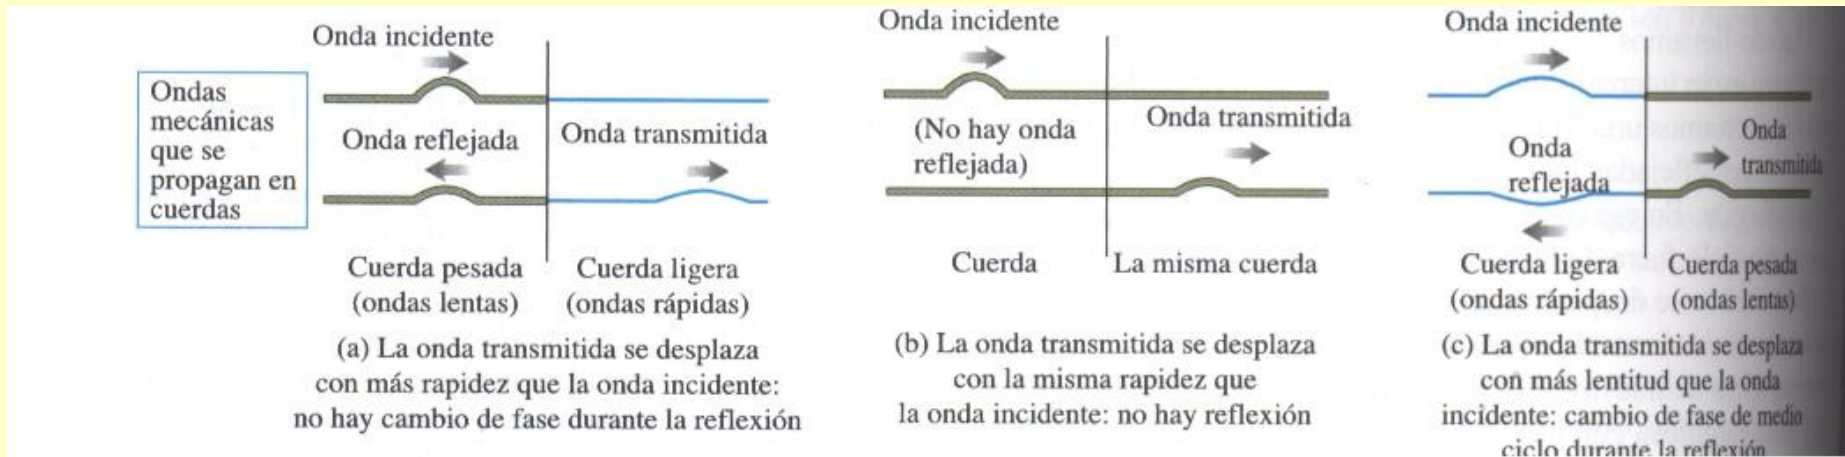 Ondas
mecánicas
que se
propagan en
cuerdas
Onda incidente
Onda reflejada
Onda transmitida
Cuerda pesada
(ondas lentas)
Cuerda ligera
(ondas rápidas)
(a) La onda transmitida se desplaza
con más rapidez que la onda incidente:
no hay cambio de fase durante la reflexión
Onda incidente
(No hay onda
reflejada)
Onda transmitida
Cuerda
La misma cuerda
(b) La onda transmitida se desplaza
con la misma rapidez que
la onda incidente: no hay reflexión
Onda incidente
Onda
reflejada
Onda
transmitida
Cuerda ligera
(ondas rápidas)
Cuerda pesada
(ondas lentas)
(c) La onda transmitida se desplaza
con más lentitud que la onda
incidente: cambio de fase de medio
ciclo durante la reflexión